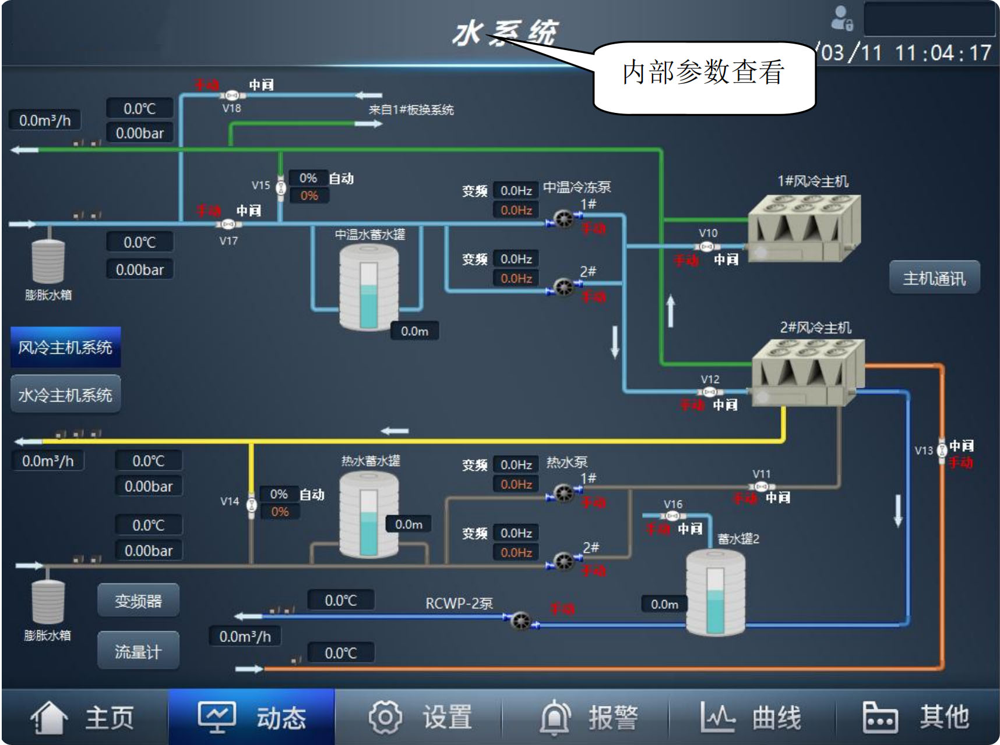 水系统
内部参数查看
/03/11 11:04:17
手动 中间
V18
来自1#板换系统
0.0m³/h
0.0℃
0.00bar
V15
0% 自动
0%
手动 中间
V17
0.0℃
0.00bar
膨胀水箱
中温水蓄水罐
0.0m
变频 0.0Hz
0.0Hz
中温冷冻泵
1#
手动
变频 0.0Hz
0.0Hz
2#
手动
1#风冷主机
V10
手动 中间
主机通讯
2#风冷主机
V12
手动 中间
风冷主机系统
水冷主机系统
0.0m³/h
0.0℃
0.00bar
0.0℃
0.00bar
V14
0% 自动
0%
热水蓄水罐
0.0m
变频 0.0Hz
0.0Hz
热水泵
1#
手动
变频 0.0Hz
0.0Hz
2#
手动
V11
手动 中间
V13 中间
手动
V16
手动 中间
蓄水罐2
0.0m
膨胀水箱
变频器
流量计
0.0℃
RCWP-2泵
手动
0.0m³/h
0.0℃
主页 动态 设置 报警 曲线 其他